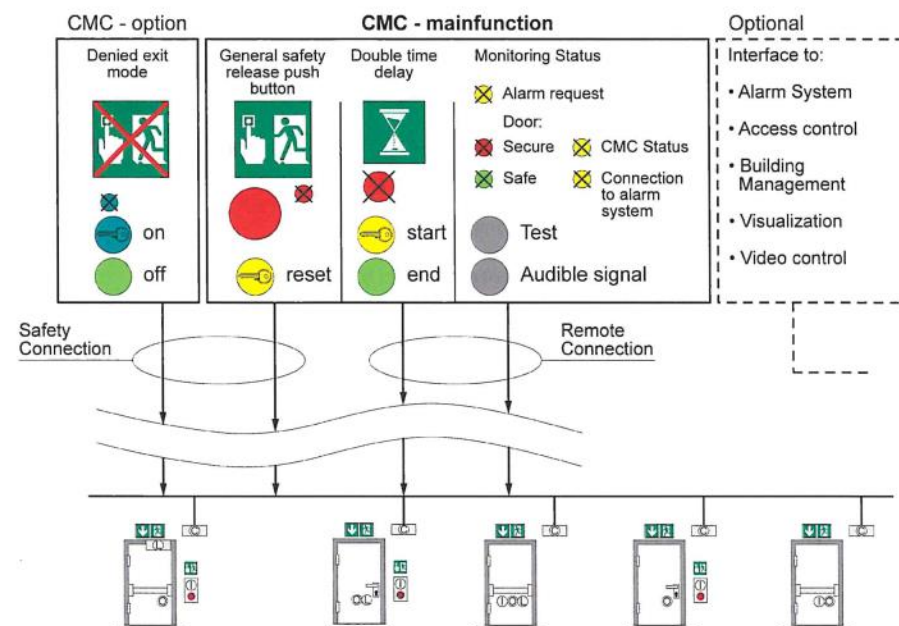 CMC - option
CMC - mainfunction
Optional
Denied exit
mode
on
off
General safety
release push
button
reset
Double time
delay
start
end
Monitoring Status
Alarm request
Door:
Secure
CMC Status
Safe
Connection
to alarm
system
Test
Audible signal
Interface to:
• Alarm System
• Access control
• Building
Management
• Visualization
• Video control
Safety
Connection
Remote
Connection